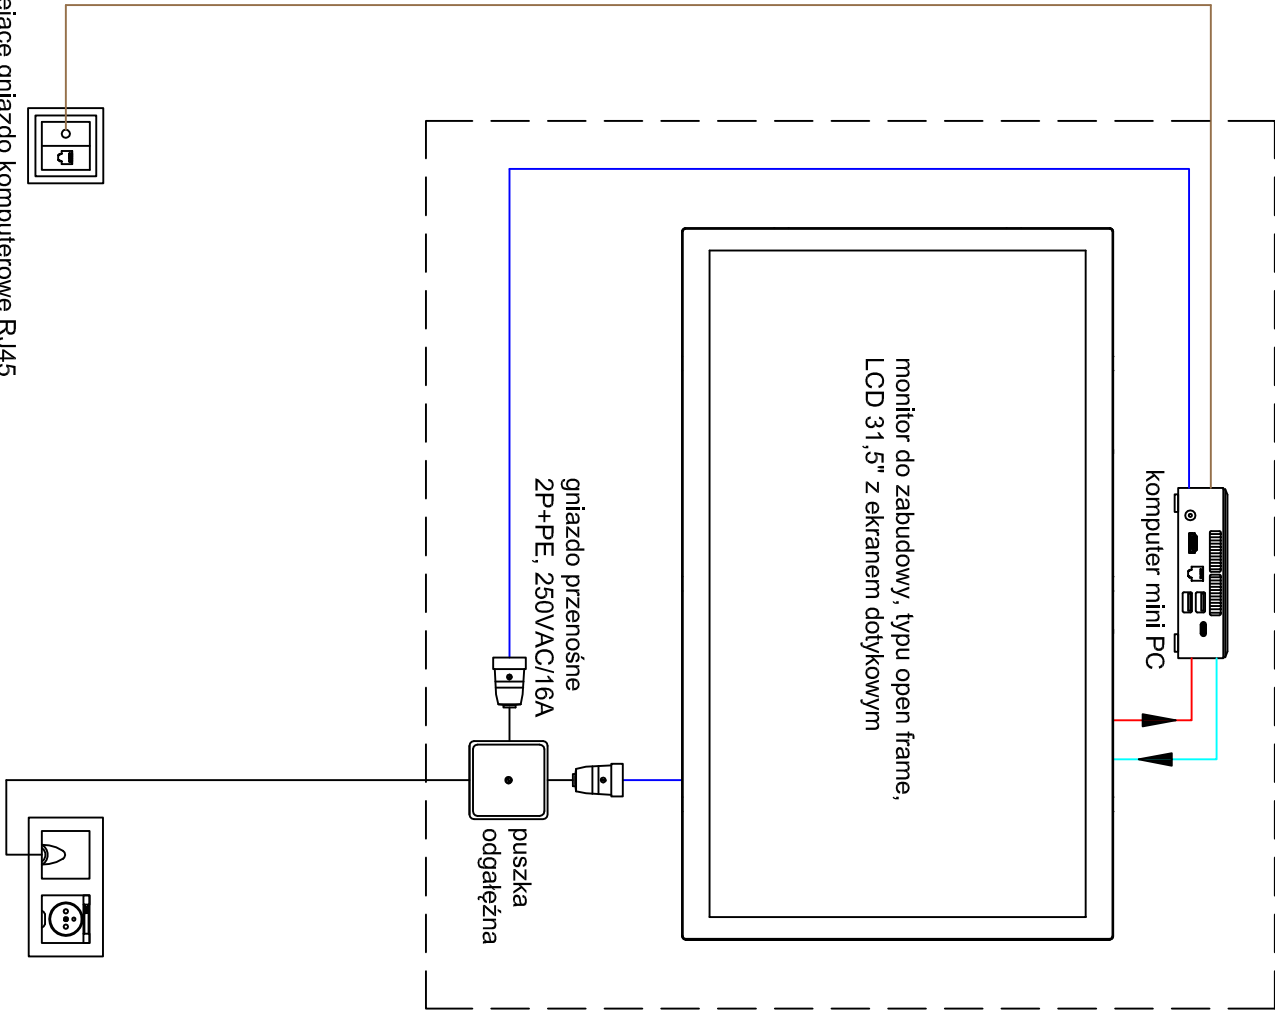 komputer mini PC
monitor do zabudowy, typu open frame,
LCD 31,5" z ekranem dotykowym
gniazdo przenośne
2P+PE, 250VAC/16A
puszka
odgałęźna
gniazdo komputerowe RJ45